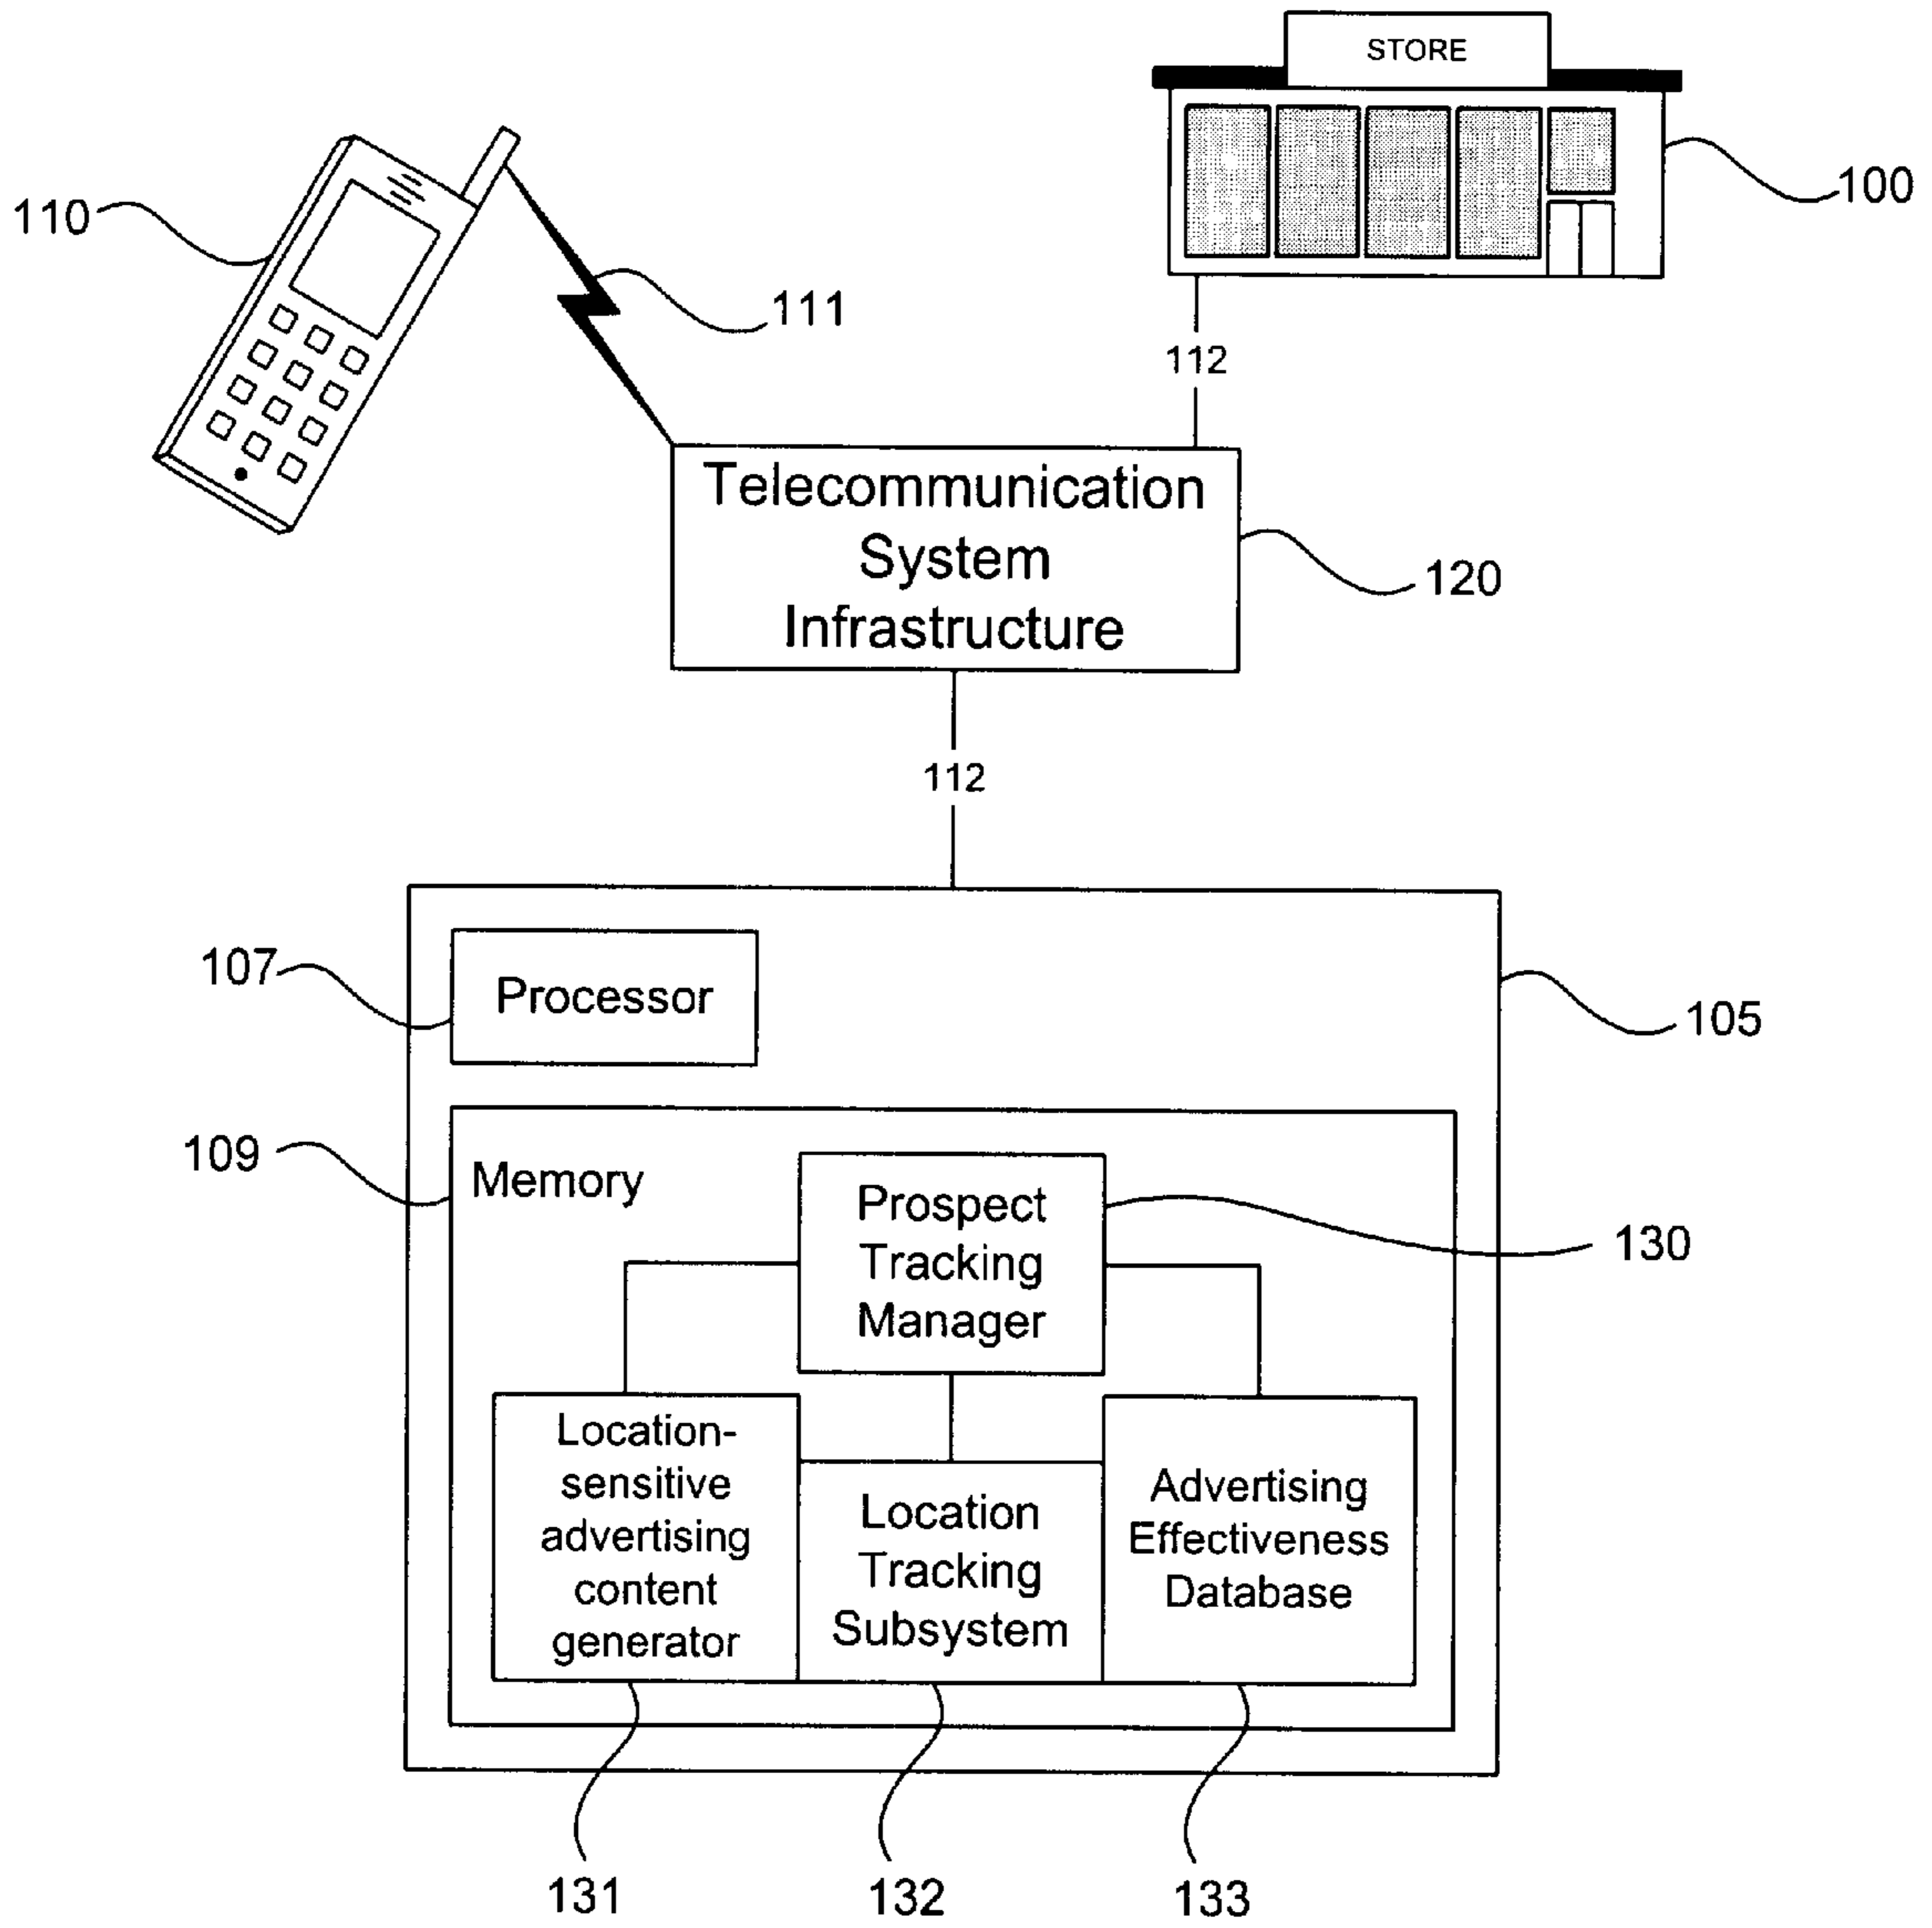 STORE
100
110
111
112
Telecommunication
System
Infrastructure
120
112
107
Processor
105
109
Memory
Prospect
Tracking
Manager
130
Location-
sensitive
advertising
content
generator
Location
Tracking
Subsystem
Advertising
Effectiveness
Database
131
132
133